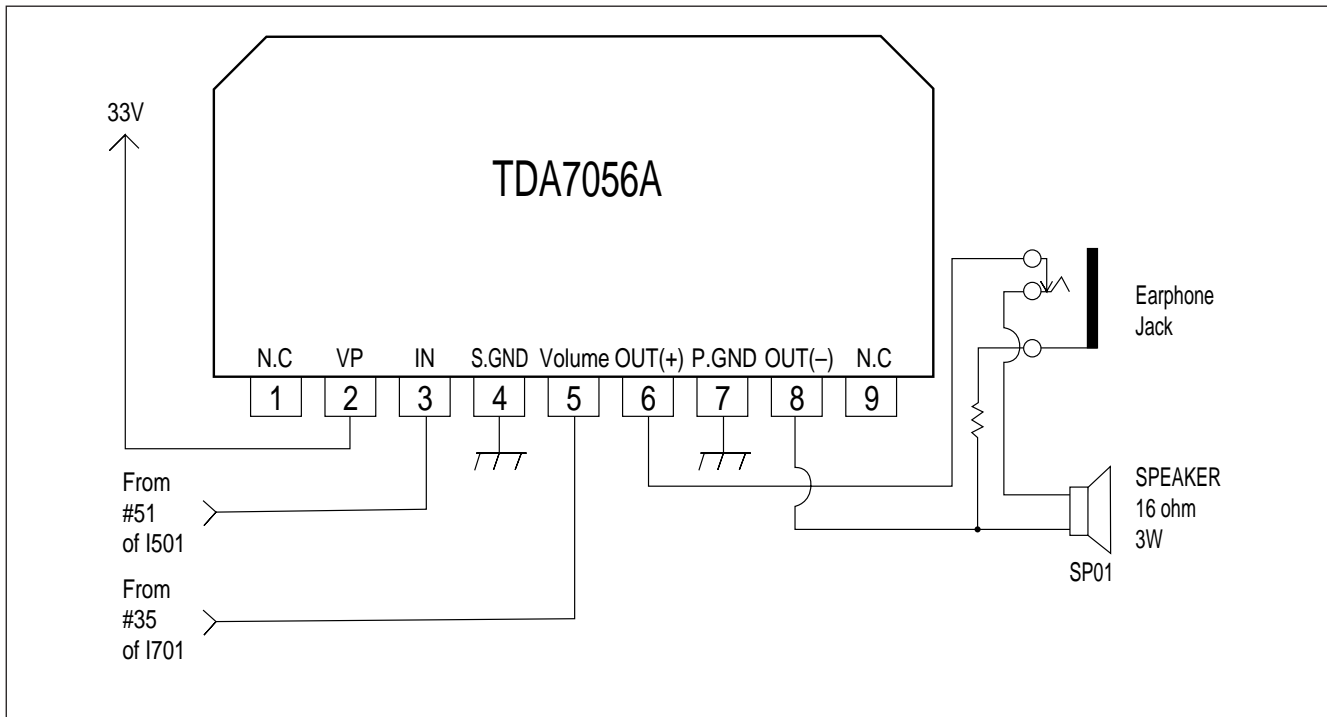 33V
TDA7056A
N.C VP IN S.GND Volume OUT(+) P.GND OUT(–) N.C
1 2 3 4 5 6 7 8 9
Earphone
Jack
From
#51
of I501
SPEAKER
16 ohm
3W
SP01
From
#35
of I701